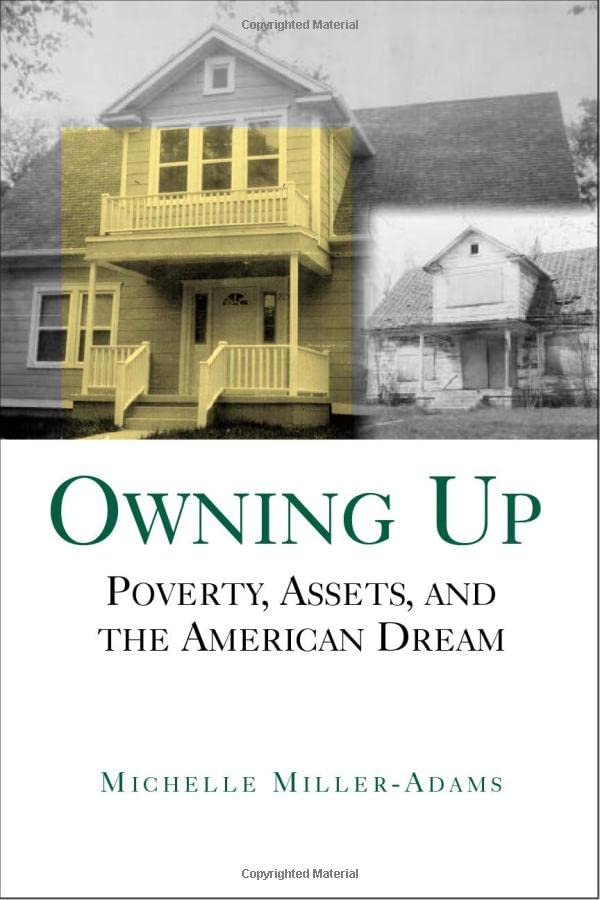 Copyrighted Material
Owning Up
Poverty, Assets, and
the American Dream
Michelle Miller-Adams
Copyrighted Material